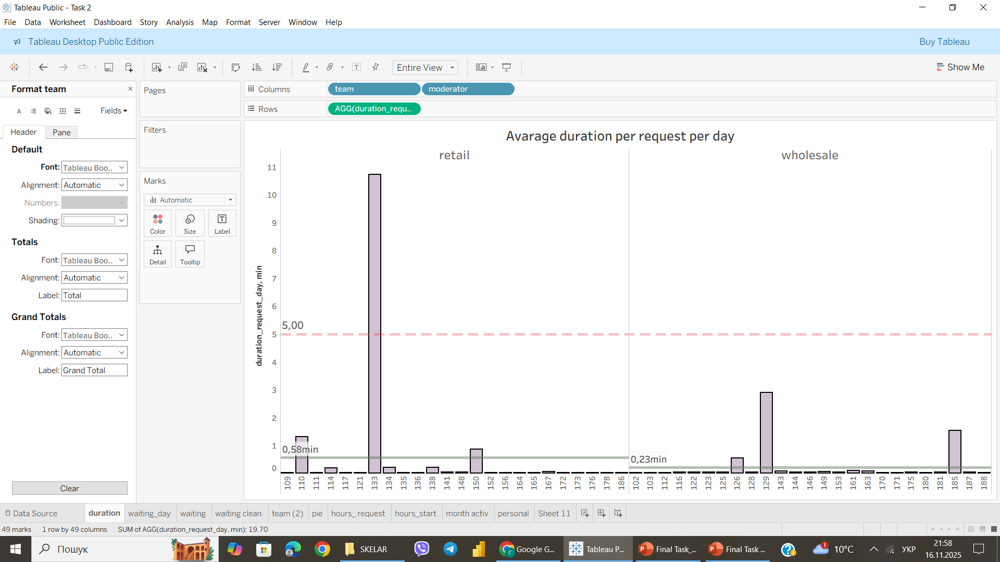 Tableau Public - Task 2
File Data Worksheet Dashboard Story Analysis Map Format Server Window Help
Tableau Desktop Public Edition
Buy Tableau
Entire View
Show Me
Format team
Fields
Header
Pane
Default
Font: Tableau Boo..
Alignment: Automatic
Numbers:
Shading:
Totals
Font: Tableau Boo..
Alignment: Automatic
Label: Total
Grand Totals
Font: Tableau Boo..
Alignment: Automatic
Label: Grand Total
Clear
Pages
Filters
Marks
Automatic
Color
Size
Label
Detail
Tooltip
Columns
team
moderator
Rows
AGG(duration_requ..
Avarage duration per request per day
retail
wholesale
duration_request_day, min
11
10
9
8
7
6
5
4
3
2
1
0
5,00
0,58min
0,23min
109 110 111 114 117 121 133 134 135 136 138 141 148 150 152 156 164 165 167 172 173 176 178 186
102 103 112 116 122 123 125 126 128 129 143 144 146 149 153 161 163 170 171 175 180 181 185 187 188
Data Source
duration
waiting_day
waiting
waiting clean
team (2)
pie
hours_ request
hours_start
month activ
personal
Sheet 11
49 marks
1 row by 49 columns
SUM of AGG(duration_request_day, min): 19,70
Пошук
SKELAR
Google G...
Tableau P...
Final Task_...
Final Task ...
1
10°C
УКР
21:58
16.11.2025